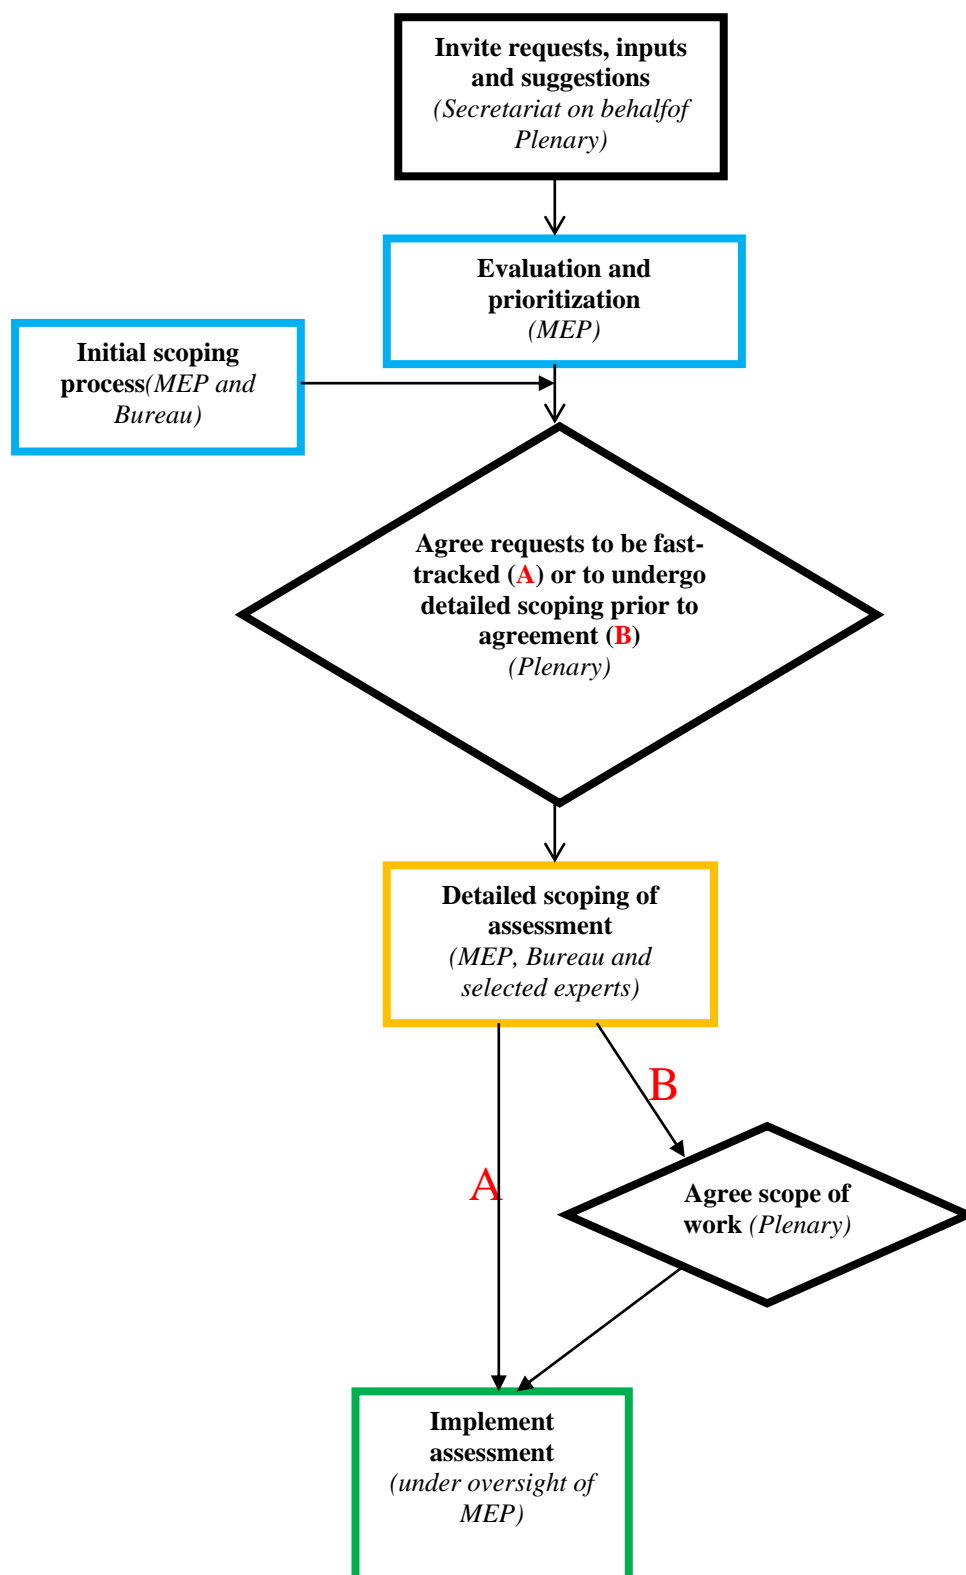 Invite requests, inputs
and suggestions
(Secretariat on behalfof
Plenary)
Evaluation and
prioritization
(MEP)
Initial scoping
process(MEP and
Bureau)
Agree requests to be fast-
tracked (A) or to undergo
detailed scoping prior to
agreement (B)
(Plenary)
Detailed scoping of
assessment
(MEP, Bureau and
selected experts)
B
A
Agree scope of
work (Plenary)
Implement
assessment
(under oversight of
MEP)